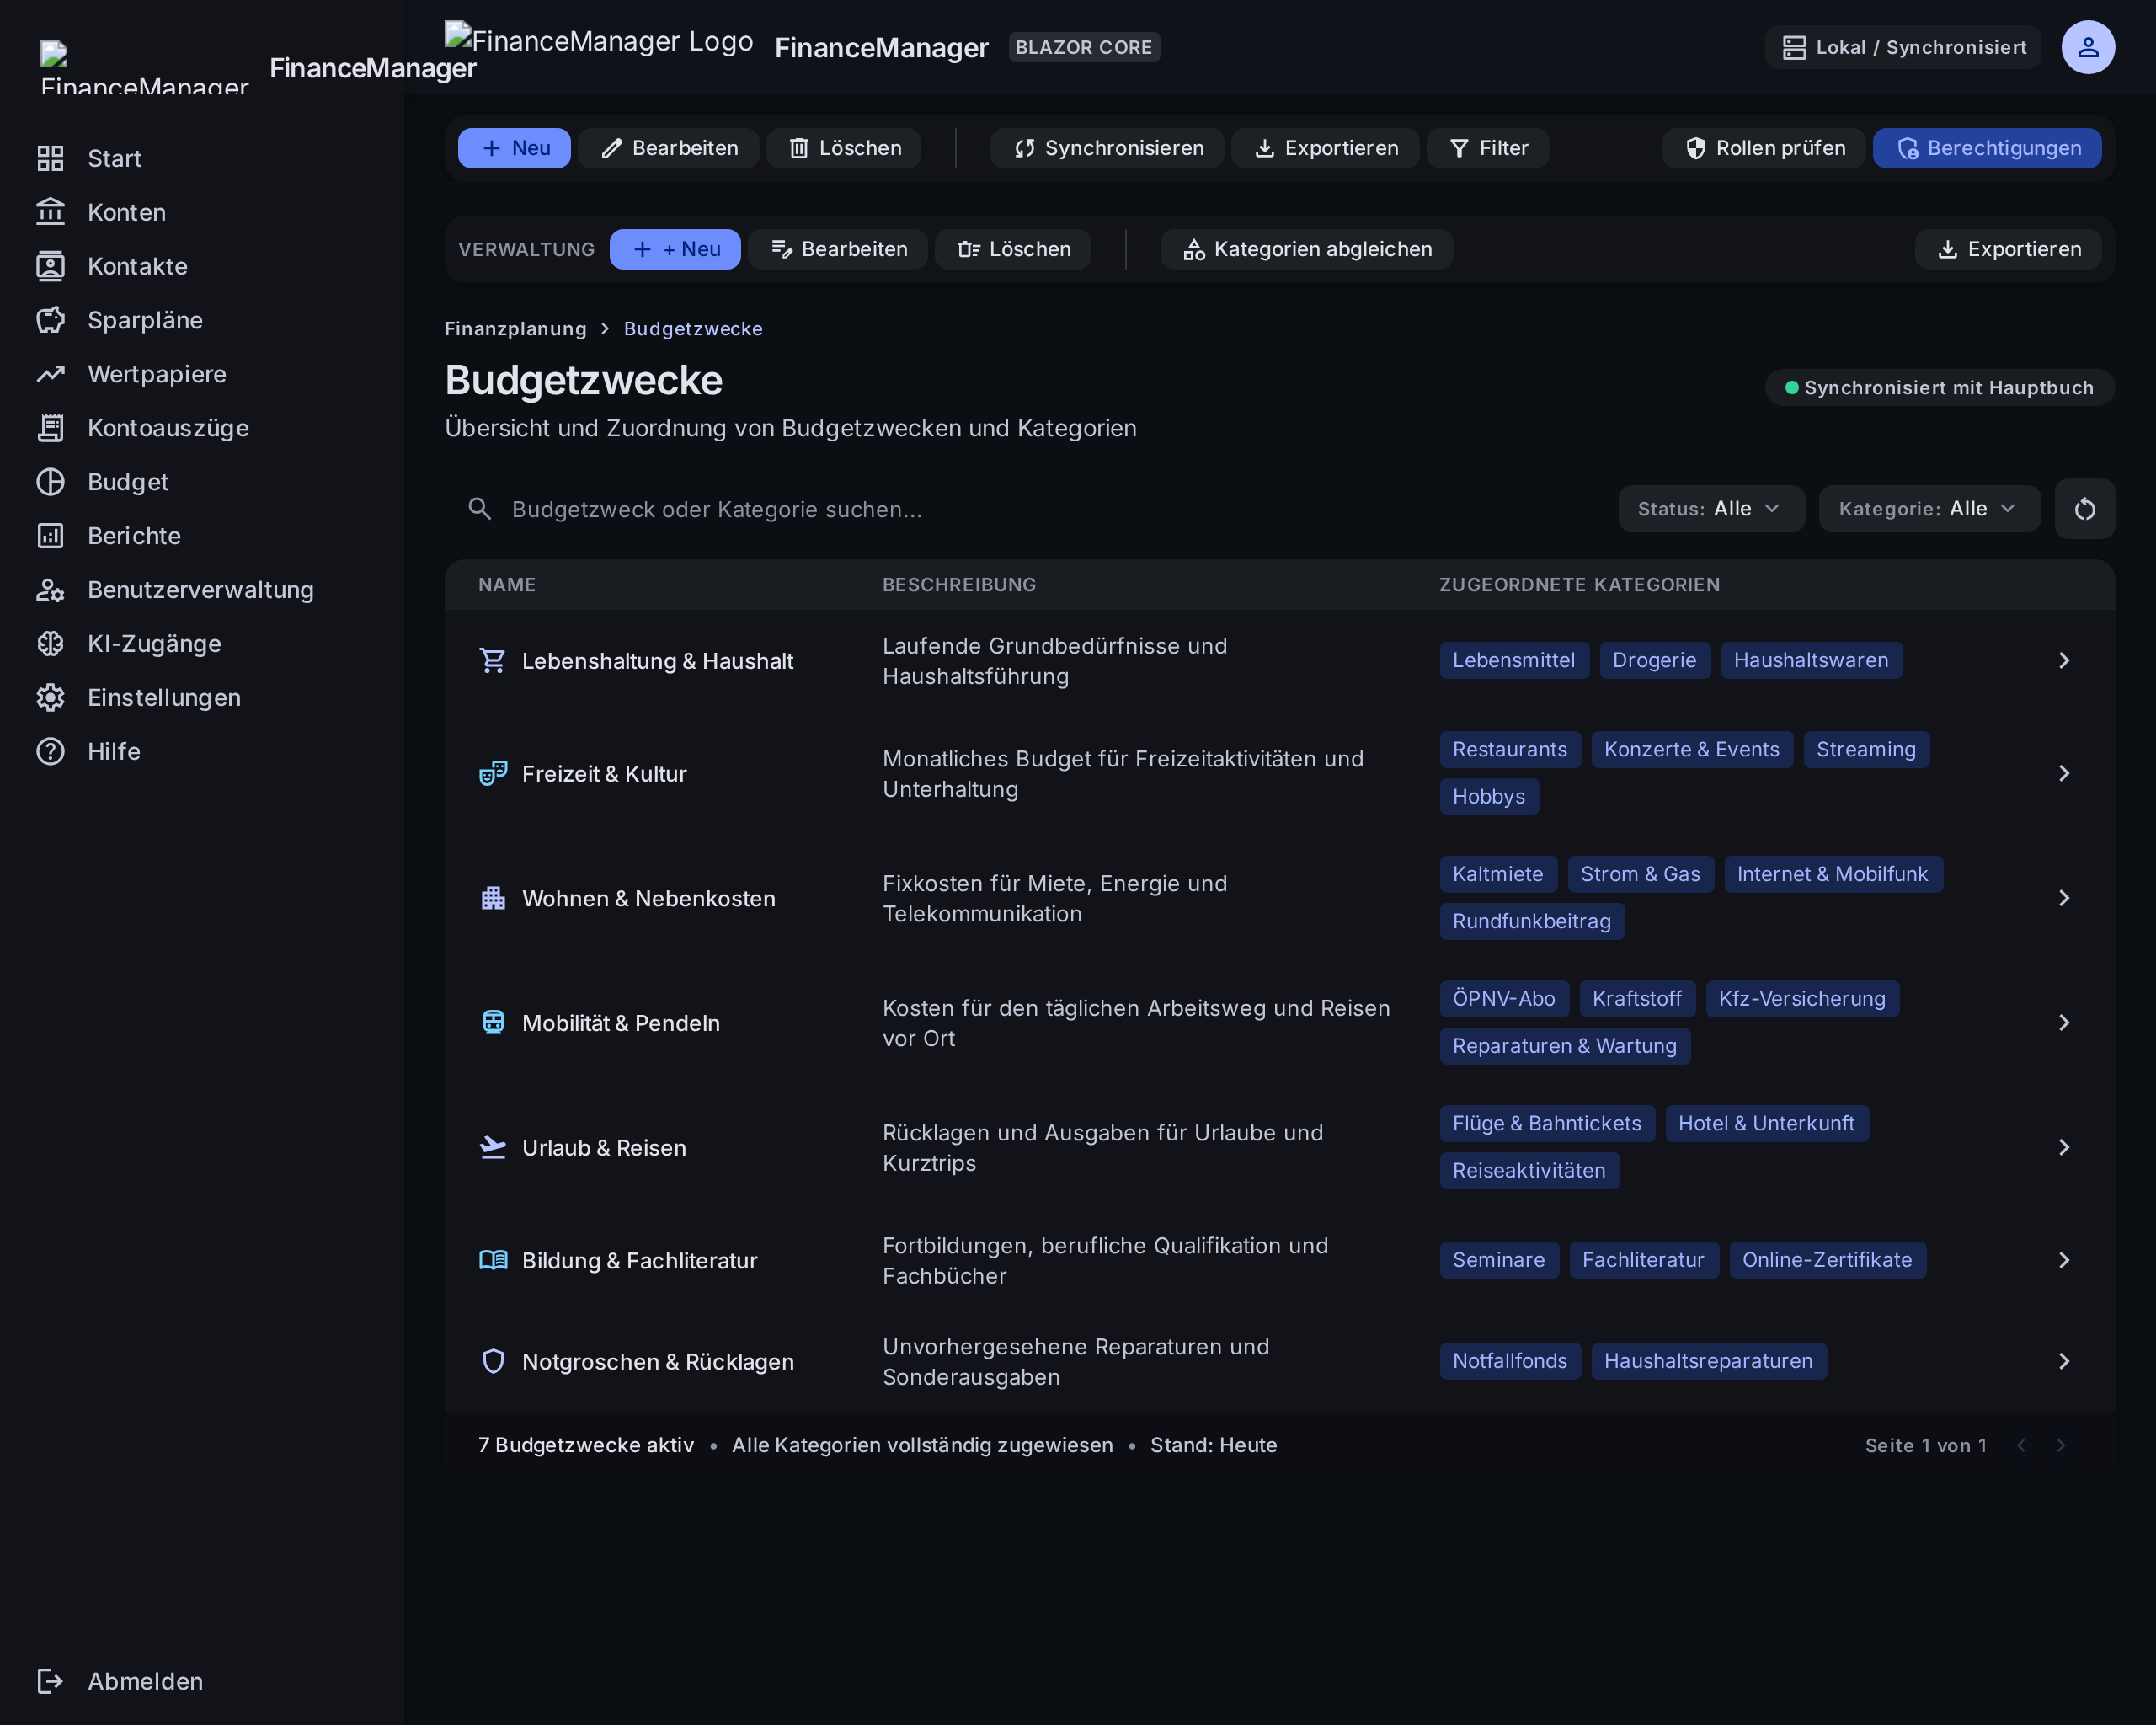 FinanceManager
FinanceManager
FinanceManager Logo
FinanceManager
BLAZOR CORE
Lokal / Synchronisiert
Start
Konten
Kontakte
Sparpläne
Wertpapiere
Kontoauszüge
Budget
Berichte
Benutzerverwaltung
KI-Zugänge
Einstellungen
Hilfe
Abmelden
Neu
Bearbeiten
Löschen
Synchronisieren
Exportieren
Filter
Rollen prüfen
Berechtigungen
VERWALTUNG
+ Neu
Bearbeiten
Löschen
Kategorien abgleichen
Exportieren
Finanzplanung
Budgetzwecke
Budgetzwecke
Synchronisiert mit Hauptbuch
Übersicht und Zuordnung von Budgetzwecken und Kategorien
Budgetzweck oder Kategorie suchen...
Status: Alle
Kategorie: Alle
NAME
BESCHREIBUNG
ZUGEORDNETE KATEGORIEN
Lebenshaltung & Haushalt
Laufende Grundbedürfnisse und
Haushaltsführung
Lebensmittel
Drogerie
Haushaltswaren
Freizeit & Kultur
Monatliches Budget für Freizeitaktivitäten und
Unterhaltung
Restaurants
Konzerte & Events
Streaming
Hobbys
Wohnen & Nebenkosten
Fixkosten für Miete, Energie und
Telekommunikation
Kaltmiete
Strom & Gas
Internet & Mobilfunk
Rundfunkbeitrag
Mobilität & Pendeln
Kosten für den täglichen Arbeitsweg und Reisen
vor Ort
ÖPNV-Abo
Kraftstoff
Kfz-Versicherung
Reparaturen & Wartung
Urlaub & Reisen
Rücklagen und Ausgaben für Urlaube und
Kurztrips
Flüge & Bahntickets
Hotel & Unterkunft
Reiseaktivitäten
Bildung & Fachliteratur
Fortbildungen, berufliche Qualifikation und
Fachbücher
Seminare
Fachliteratur
Online-Zertifikate
Notgroschen & Rücklagen
Unvorhergesehene Reparaturen und
Sonderausgaben
Notfallfonds
Haushaltsreparaturen
7 Budgetzwecke aktiv • Alle Kategorien vollständig zugewiesen • Stand: Heute
Seite 1 von 1